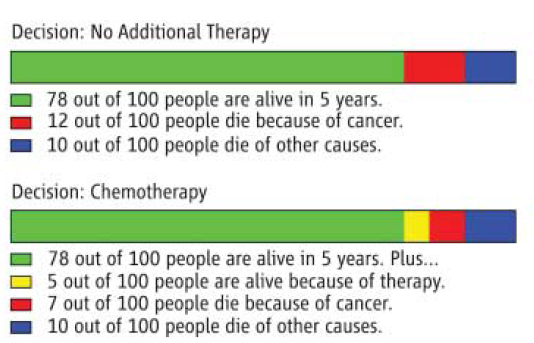 Decision: No Additional Therapy
78 out of 100 people are alive in 5 years.
12 out of 100 people die because of cancer.
10 out of 100 people die of other causes.
Decision: Chemotherapy
78 out of 100 people are alive in 5 years. Plus...
5 out of 100 people are alive because of therapy.
7 out of 100 people die because of cancer.
10 out of 100 people die of other causes.